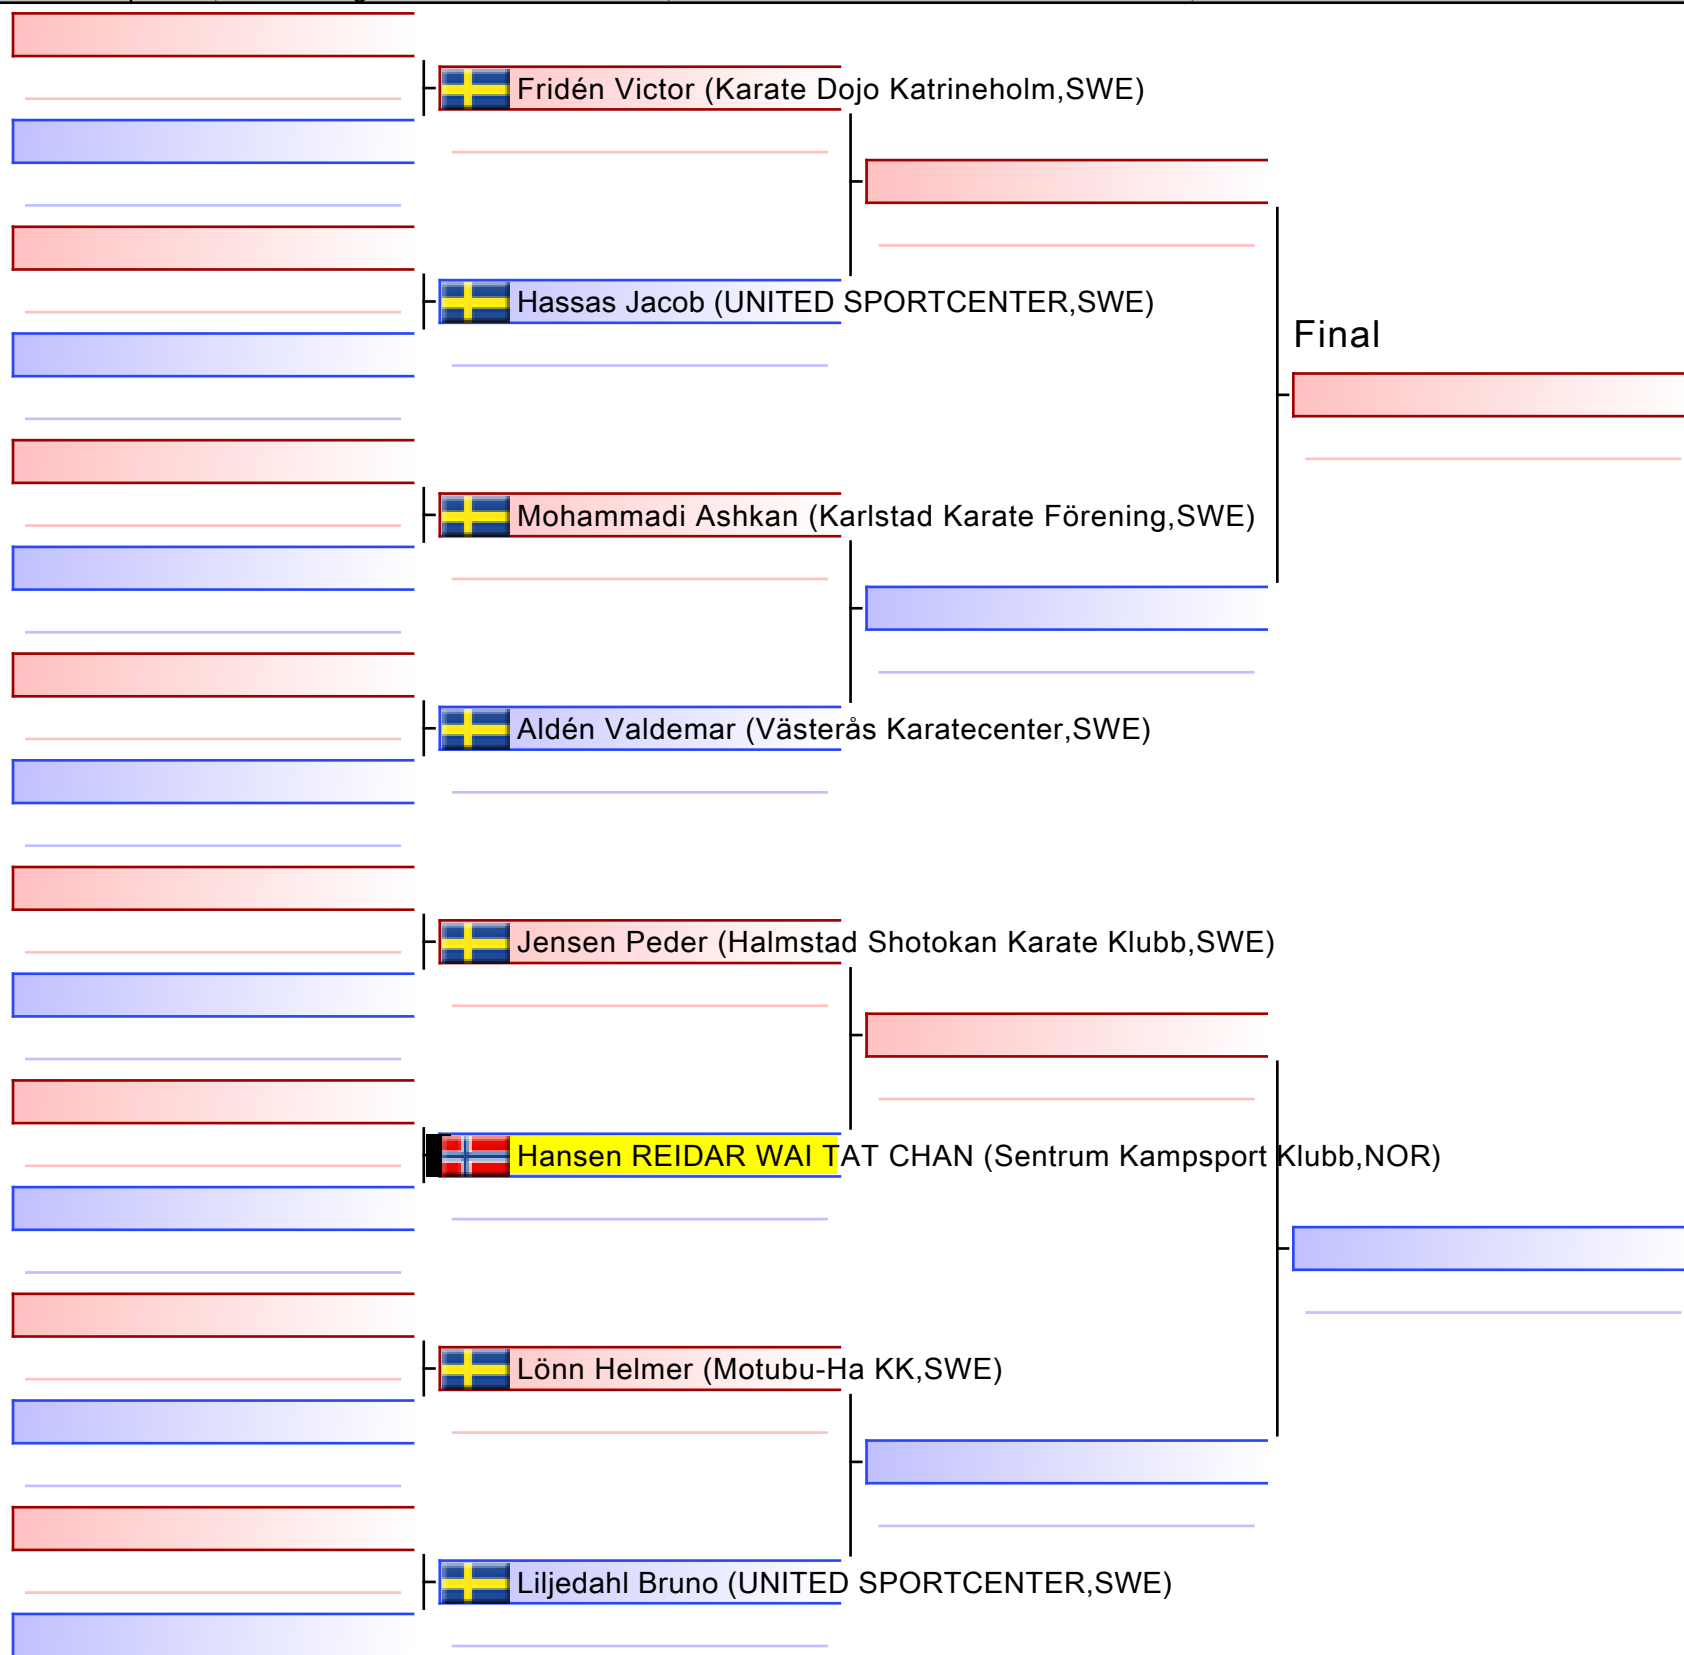 Fridén Victor (Karate Dojo Katrineholm,SWE)
Hassas Jacob (UNITED SPORTCENTER,SWE)
Final
Mohammadi Ashkan (Karlstad Karate Förening,SWE)
Aldén Valdemar (Västerås Karatecenter,SWE)
Jensen Peder (Halmstad Shotokan Karate Klubb,SWE)
Hansen REIDAR WAI TAT CHAN (Sentrum Kampsport Klubb,NOR)
Lönn Helmer (Motubu-Ha KK,SWE)
Liljedahl Bruno (UNITED SPORTCENTER,SWE)